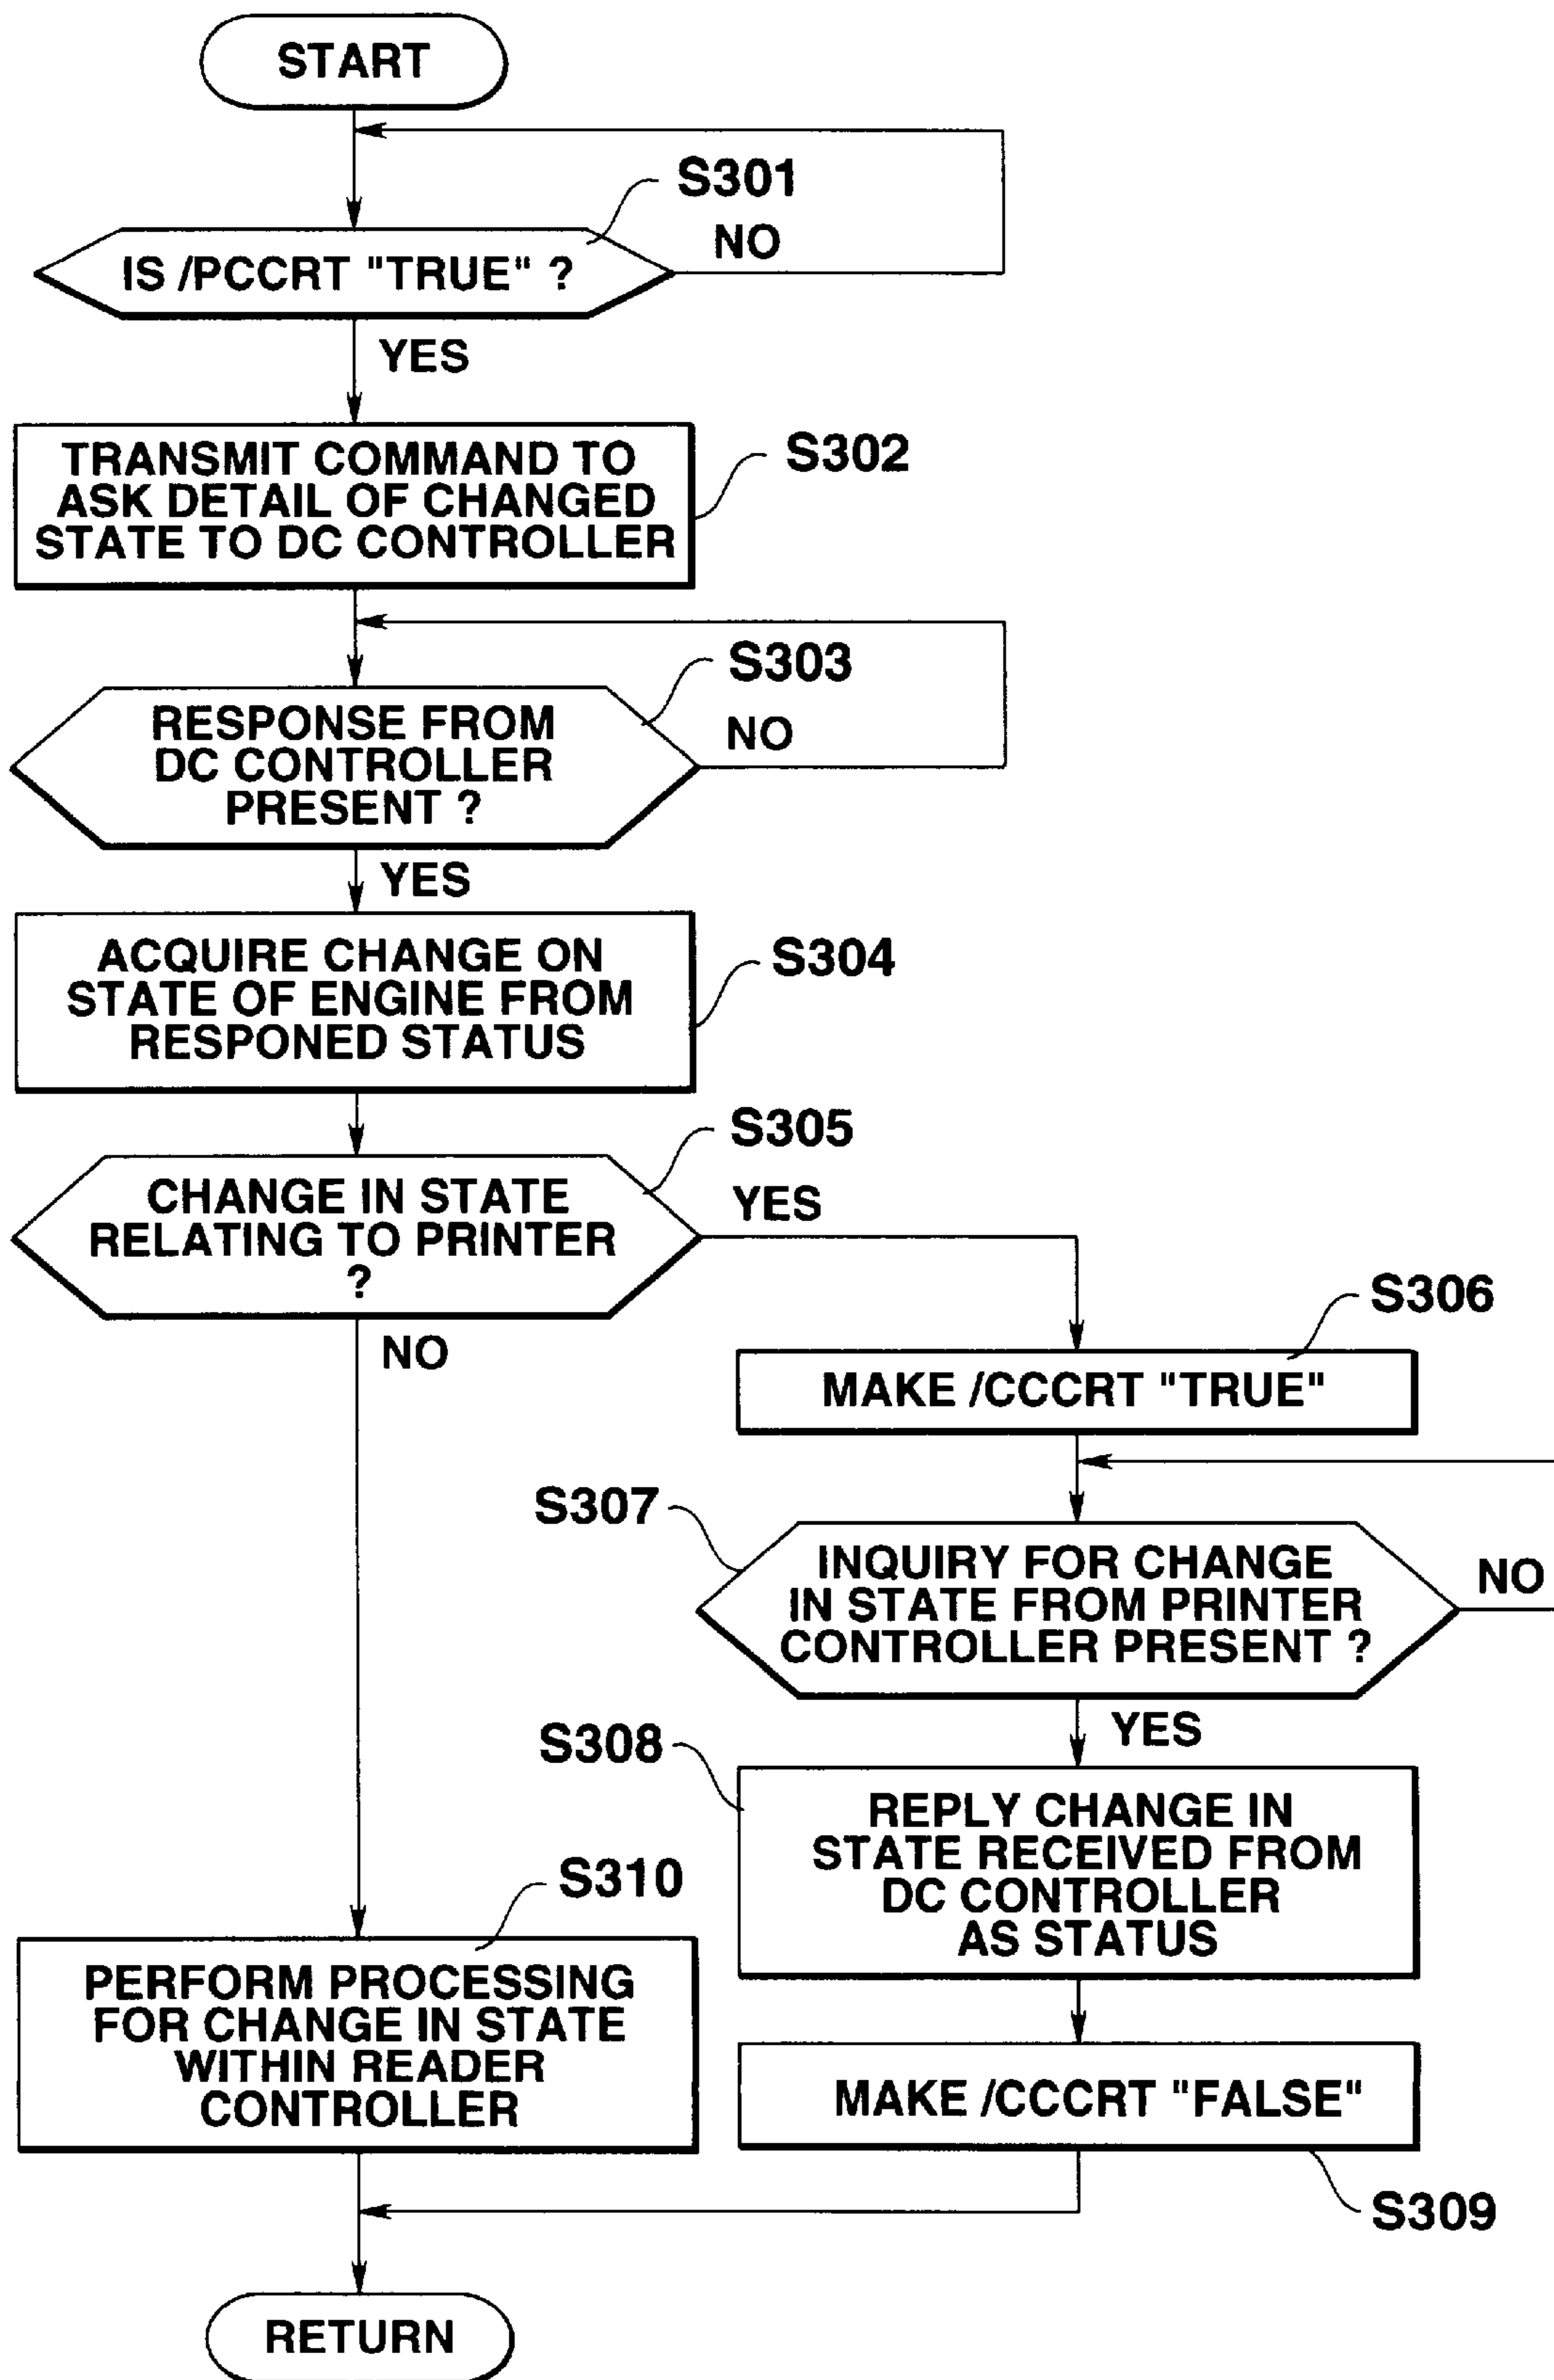 START
S301
NO
IS /PCCRT "TRUE" ?
YES
TRANSMIT COMMAND TO
ASK DETAIL OF CHANGED
STATE TO DC CONTROLLER
S302
S303
RESPONSE FROM
DC CONTROLLER
PRESENT ?
NO
YES
ACQUIRE CHANGE ON
STATE OF ENGINE FROM
RESPONED STATUS
S304
S305
CHANGE IN STATE
RELATING TO PRINTER
?
YES
NO
S306
MAKE /CCCRT "TRUE"
S307
INQUIRY FOR CHANGE
IN STATE FROM PRINTER
CONTROLLER PRESENT ?
NO
YES
S308
REPLY CHANGE IN
STATE RECEIVED FROM
DC CONTROLLER
AS STATUS
S310
PERFORM PROCESSING
FOR CHANGE IN STATE
WITHIN READER
CONTROLLER
MAKE /CCCRT "FALSE"
S309
RETURN